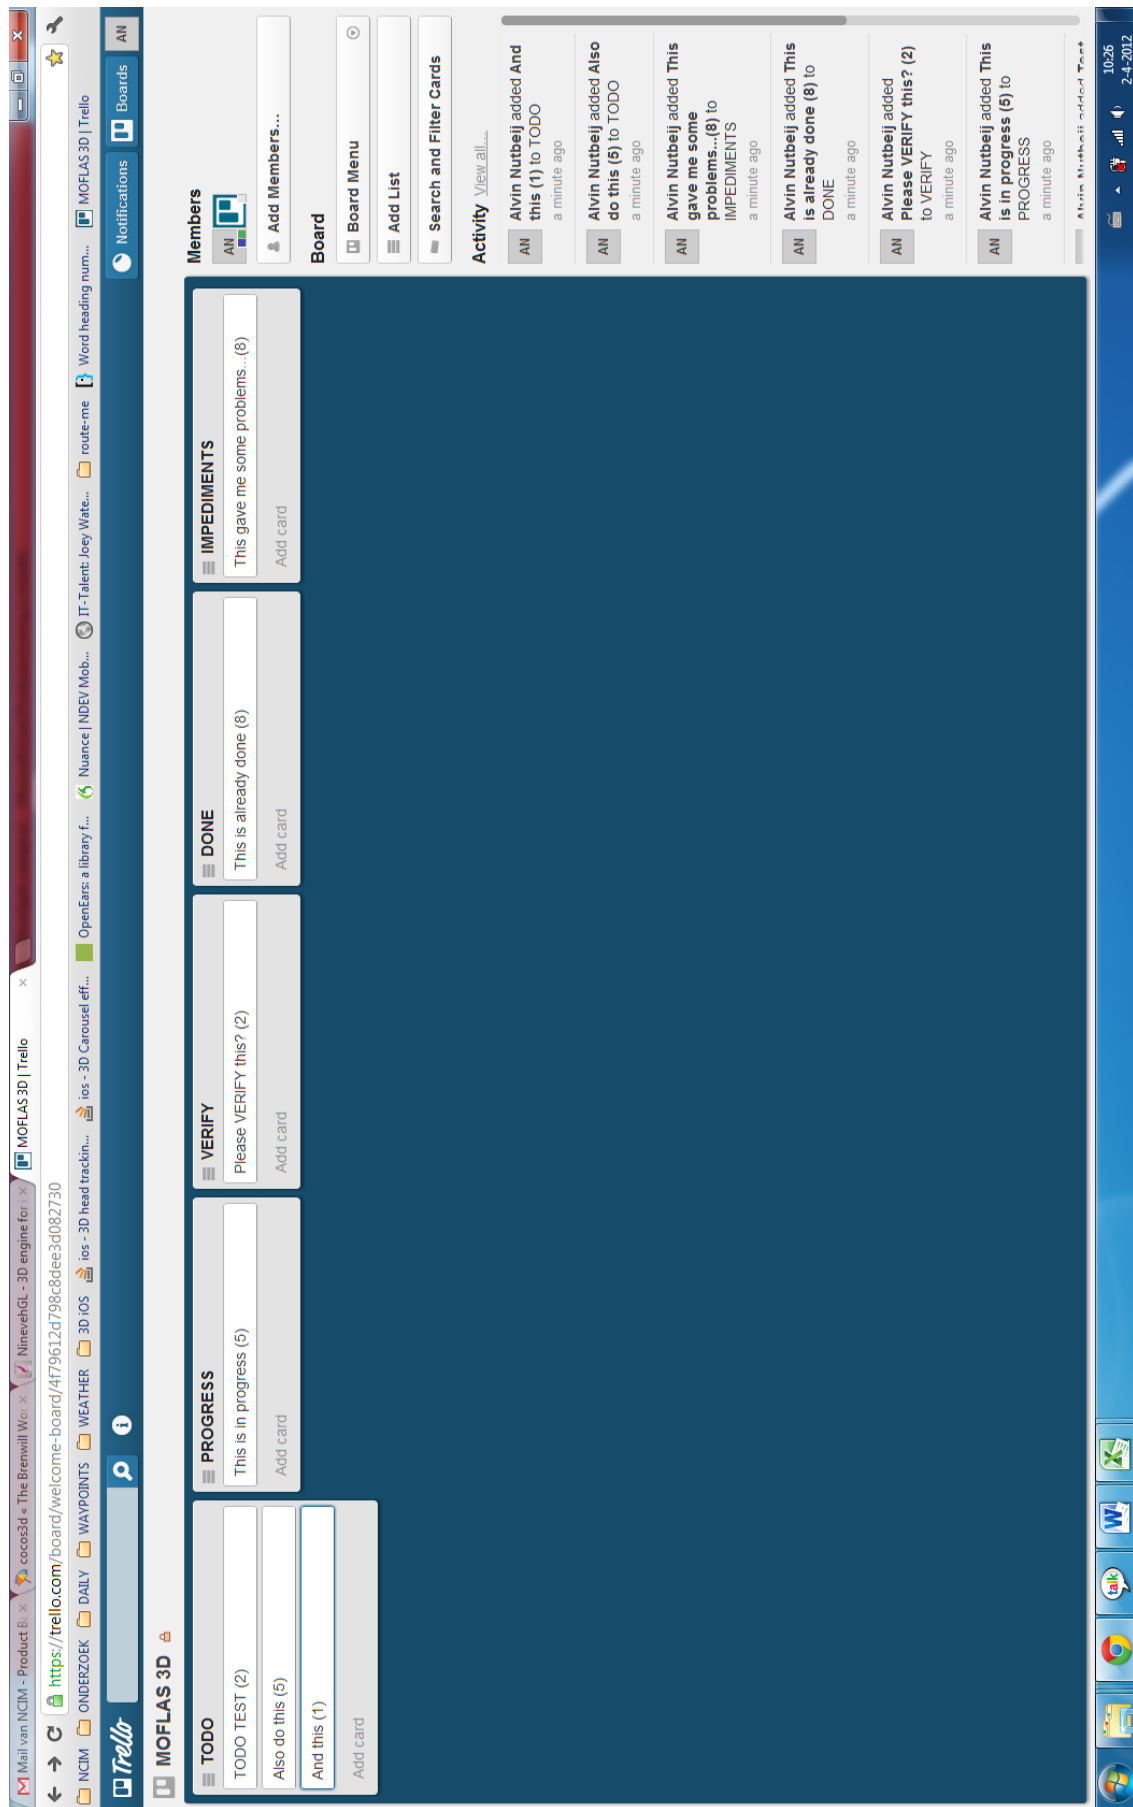 Mail van NCIM - Product Ba
cocos3d « The Brenwill Wor
NinevehGL - 3D engine for i
MOFLAS 3D | Trello
https://trello.com/board/welcome-board/4f79612d798c8dee3d082730
NCIM
ONDERZOEK
DAILY
WAYPOINTS
WEATHER
3D iOS
ios - 3D head trackin...
ios - 3D Carousel eff...
OpenEars: a library f...
Nuance | NDEV Mob...
IT-Talent: Joey Wate...
route-me
Word heading num...
MOFLAS 3D | Trello
Trello
Notifications
Boards
AN
MOFLAS 3D
TODO
TODO TEST (2)
Also do this (5)
And this (1)
Add card
PROGRESS
This is in progress (5)
Add card
VERIFY
Please VERIFY this? (2)
Add card
DONE
This is already done (8)
Add card
IMPEDIMENTS
This gave me some problems...(8)
Add card
Members
AN
Add Members...
Board
Board Menu
Add List
Search and Filter Cards
Activity View all...
AN
Alvin Nutbeij added And
this (1) to TODO
a minute ago
AN
Alvin Nutbeij added Also
do this (5) to TODO
a minute ago
AN
Alvin Nutbeij added This
gave me some
problems...(8) to
IMPEDIMENTS
a minute ago
AN
Alvin Nutbeij added This
is already done (8) to
DONE
a minute ago
AN
Alvin Nutbeij added
Please VERIFY this? (2)
to VERIFY
a minute ago
AN
Alvin Nutbeij added This
is in progress (5) to
PROGRESS
a minute ago
Alvin Nutbeij added Test
talk
10:26
2-4-2012